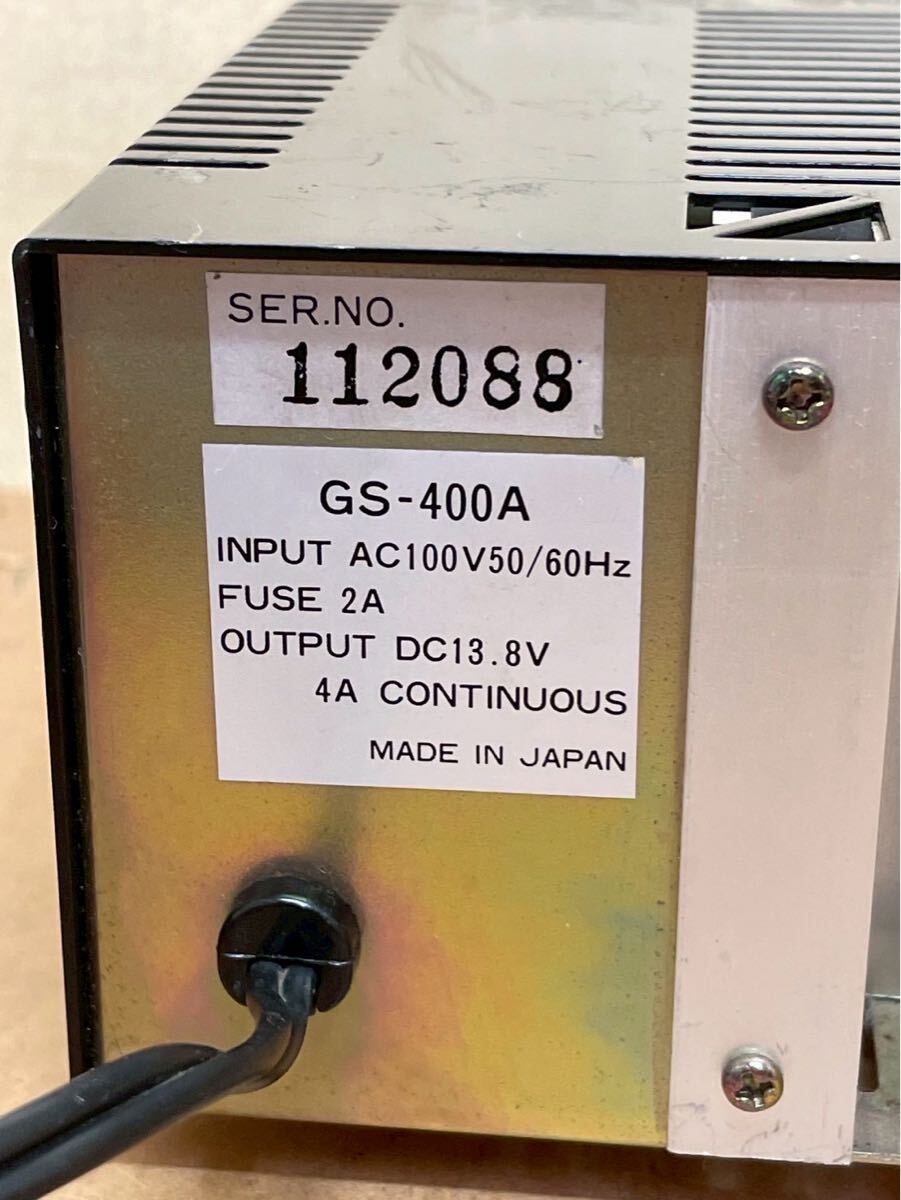 SER.NO.
112088
GS-400A
INPUT AC100V50/60Hz
FUSE 2A
OUTPUT DC13.8V
4A CONTINUOUS
MADE IN JAPAN